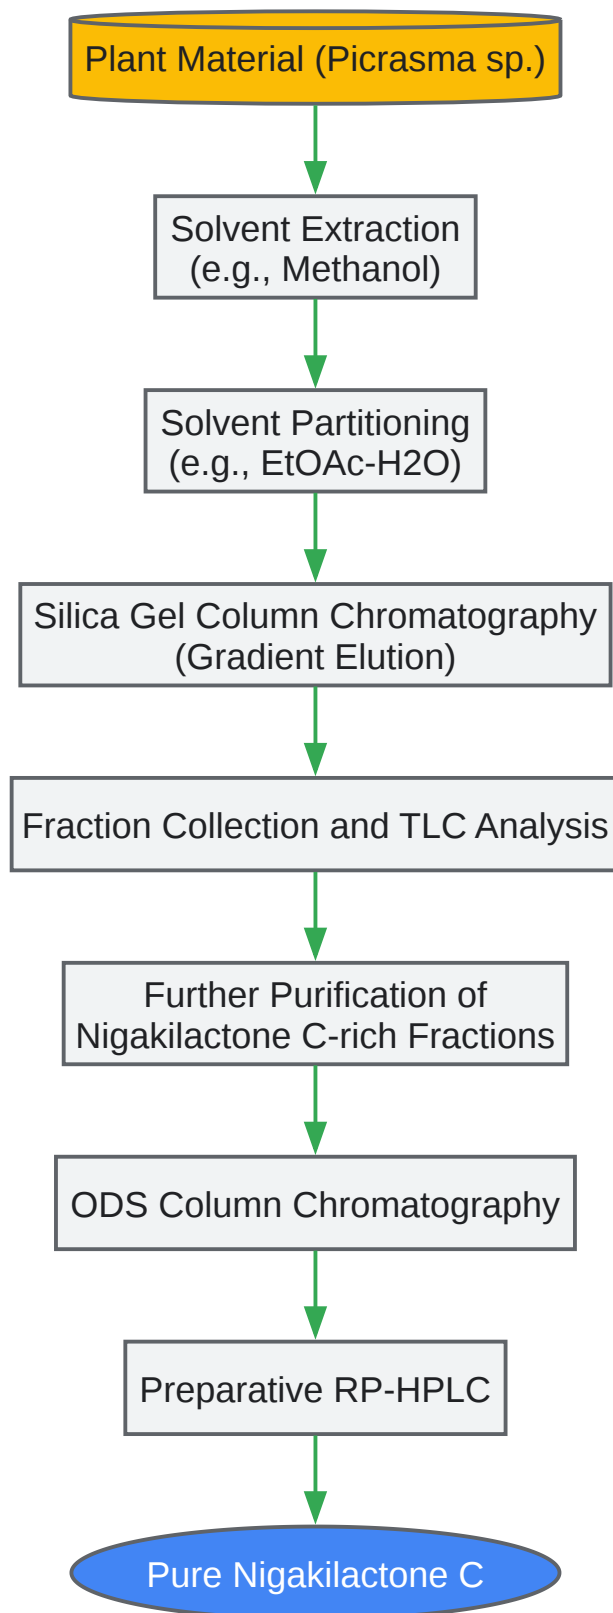 Plant Material (Picrasma sp.)
Solvent Extraction
(e.g., Methanol)
Solvent Partitioning
(e.g., EtOAc-H2O)
Silica Gel Column Chromatography
(Gradient Elution)
Fraction Collection and TLC Analysis
Further Purification of
Nigakilactone C-rich Fractions
ODS Column Chromatography
Preparative RP-HPLC
Pure Nigakilactone C